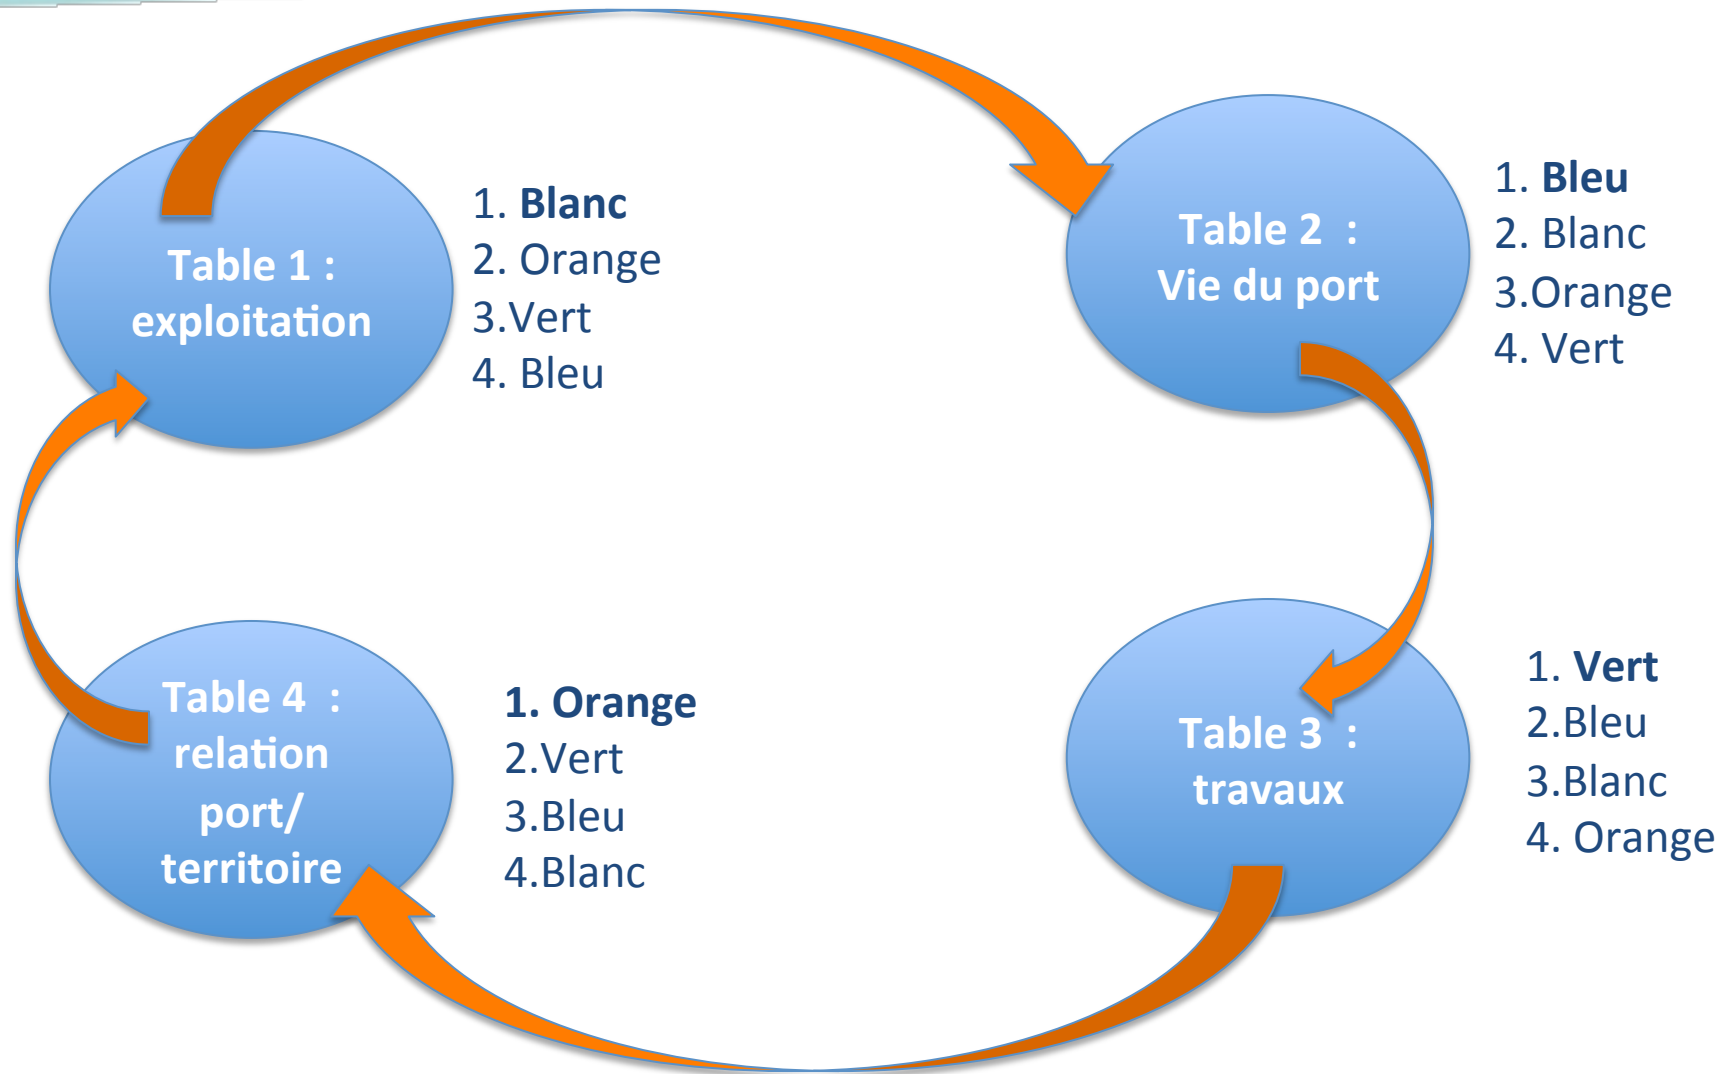 Table 1 :
exploitation
1. Blanc
2. Orange
3.Vert
4. Bleu
Table 2 :
Vie du port
1. Bleu
2. Blanc
3.Orange
4. Vert
Table 3 :
travaux
1. Vert
2.Bleu
3.Blanc
4. Orange
Table 4 :
relation
port/
territoire
1. Orange
2.Vert
3.Bleu
4.Blanc